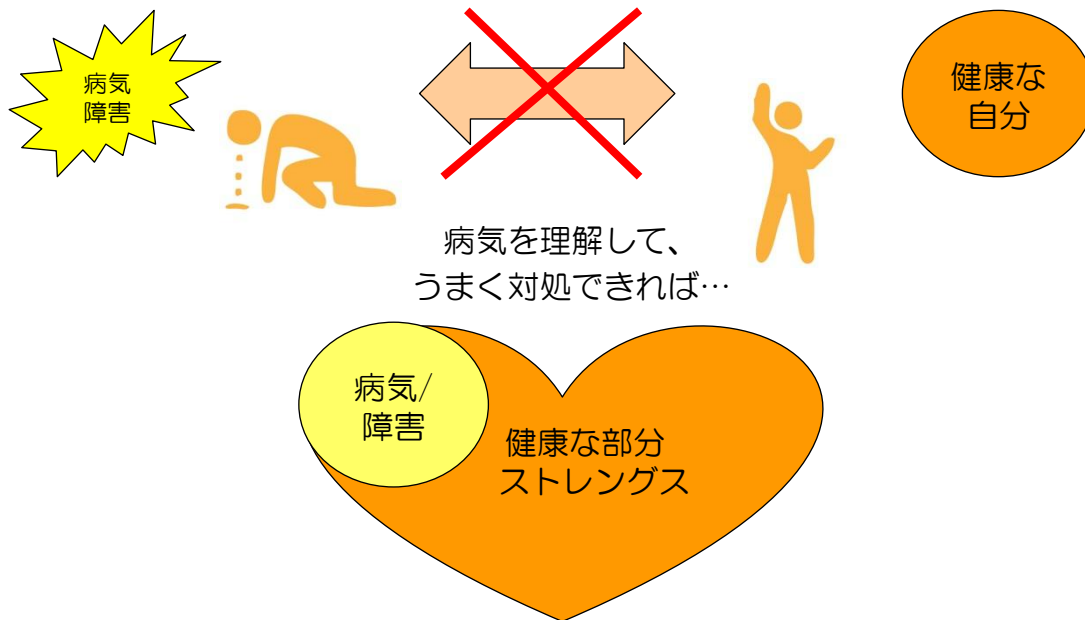 病気
障害
健康な
自分
病気を理解して、
うまく対処できれば…
病気/
障害
健康な部分
ストレングス